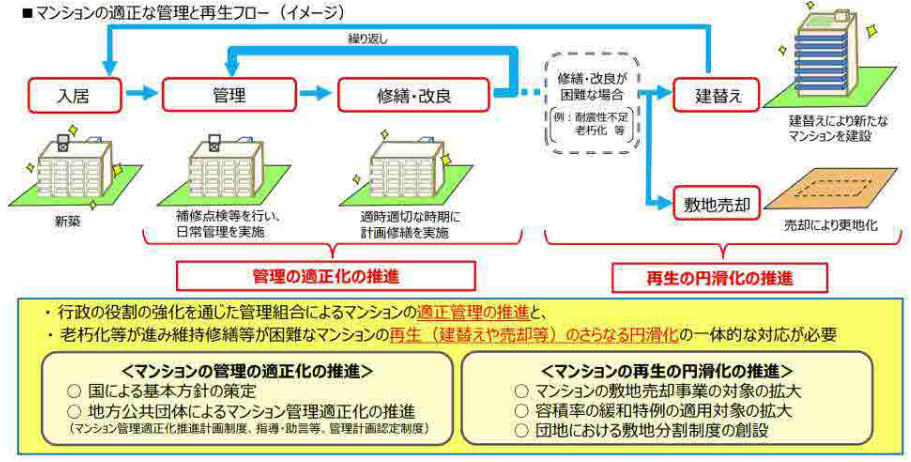 ■マンションの適正な管理と再生フロー（イメージ）
繰り返し
入居
管理
修繕・改良
修繕・改良が
困難な場合
例：耐震性不足
老朽化 等
建替え
建替えにより新たな
マンションを建設
敷地売却
売却により更地化
新築
補修点検等を行い、
日常管理を実施
適時適切な時期に
計画修繕を実施
管理の適正化の推進
再生の円滑化の推進
・行政の役割の強化を通じた管理組合によるマンションの適正管理の推進と、
・老朽化等が進み維持修繕等が困難なマンションの再生（建替えや売却等）のさらなる円滑化の一体的な対応が必要
＜マンションの管理の適正化の推進＞
○ 国による基本方針の策定
○ 地方公共団体によるマンション管理適正化の推進
（マンション管理適正化推進計画制度、指導・助言等、管理計画認定制度）
＜マンションの再生の円滑化の推進＞
○ マンションの敷地売却事業の対象の拡大
○ 容積率の緩和特例の適用対象の拡大
○ 団地における敷地分割制度の創設